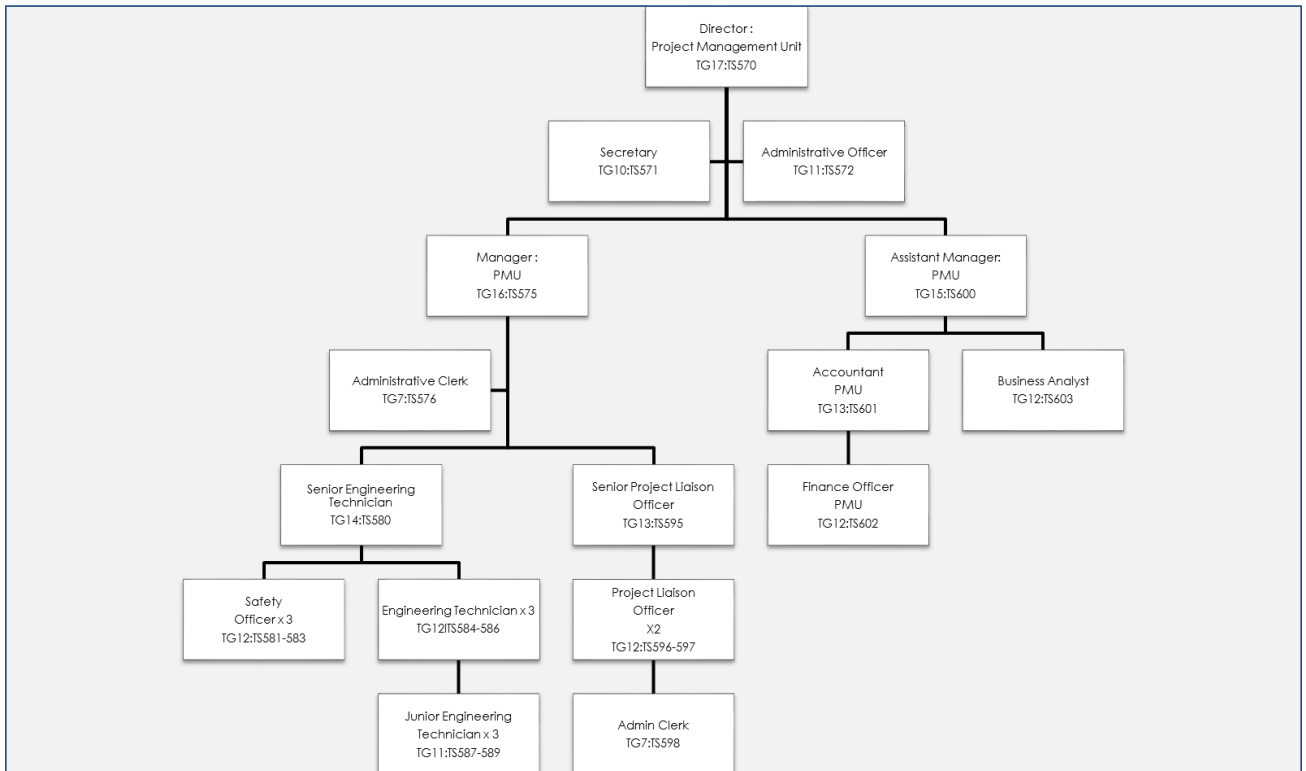 Director :
Project Management Unit
TG17:TS570
Secretary
TG10:TS571
Administrative Officer
TG11:TS572
Manager :
PMU
TG16:TS575
Assistant Manager:
PMU
TG15:TS600
Administrative Clerk
TG7:TS576
Accountant
PMU
TG13:TS601
Business Analyst
TG12:TS603
Senior Engineering
Technician
TG14:TS580
Senior Project Liaison
Officer
TG13:TS595
Finance Officer
PMU
TG12:TS602
Safety
Officer x 3
TG12:TS581-583
Engineering Technician x 3
TG12ITS584-586
Project Liaison
Officer
X2
TG12:TS596-597
Junior Engineering
Technician x 3
TG11:TS587-589
Admin Clerk
TG7:TS598